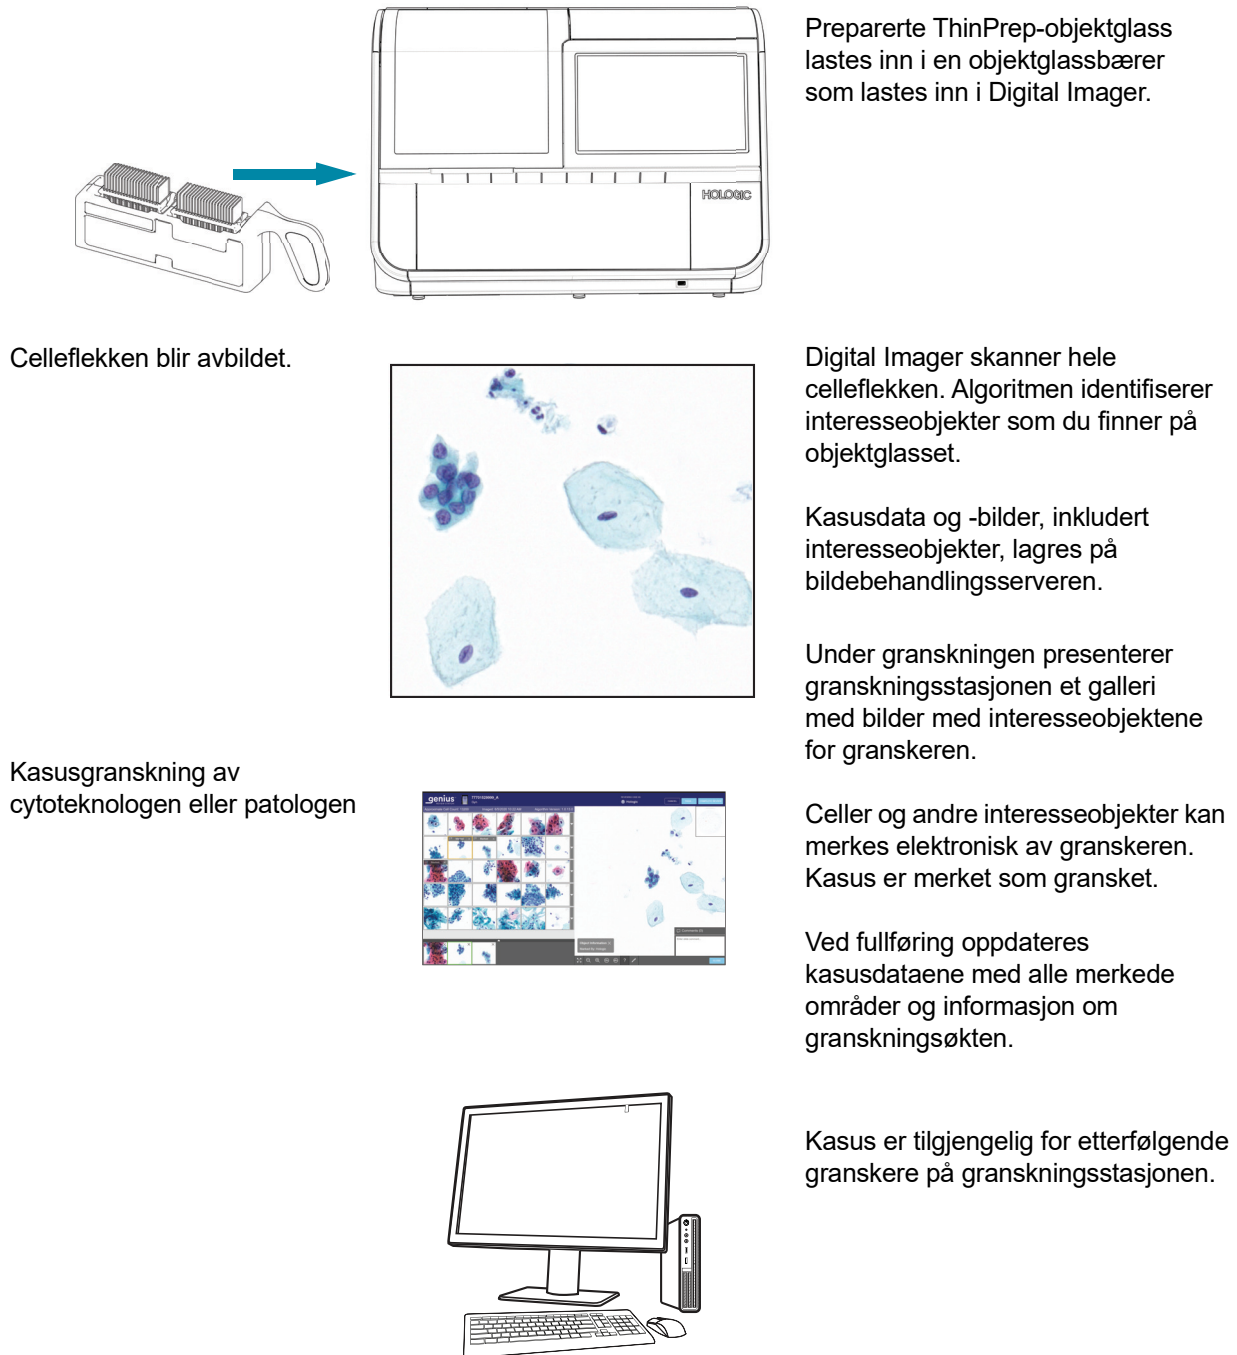 Preparerte ThinPrep-objektglass
lastes inn i en objektglassbærer
som lastes inn i Digital Imager.
HOLOGIC
Celleflekken blir avbildet.
Digital Imager skanner hele
celleflekken. Algoritmen identifiserer
interesseobjekter som du finner på
objektglasset.
Kasusdata og -bilder, inkludert
interesseobjekter, lagres på
bildebehandlingsserveren.
Under granskningen presenterer
granskningsstasjonen et galleri
med bilder med interesseobjektene
for granskeren.
Kasusgranskning av
cytoteknologen eller patologen
genius
Celler og andre interesseobjekter kan
merkes elektronisk av granskeren.
Kasus er merket som gransket.
Ved fullføring oppdateres
kasusdataene med alle merkede
områder og informasjon om
granskningsøkten.
Kasus er tilgjengelig for etterfølgende
granskere på granskningsstasjonen.